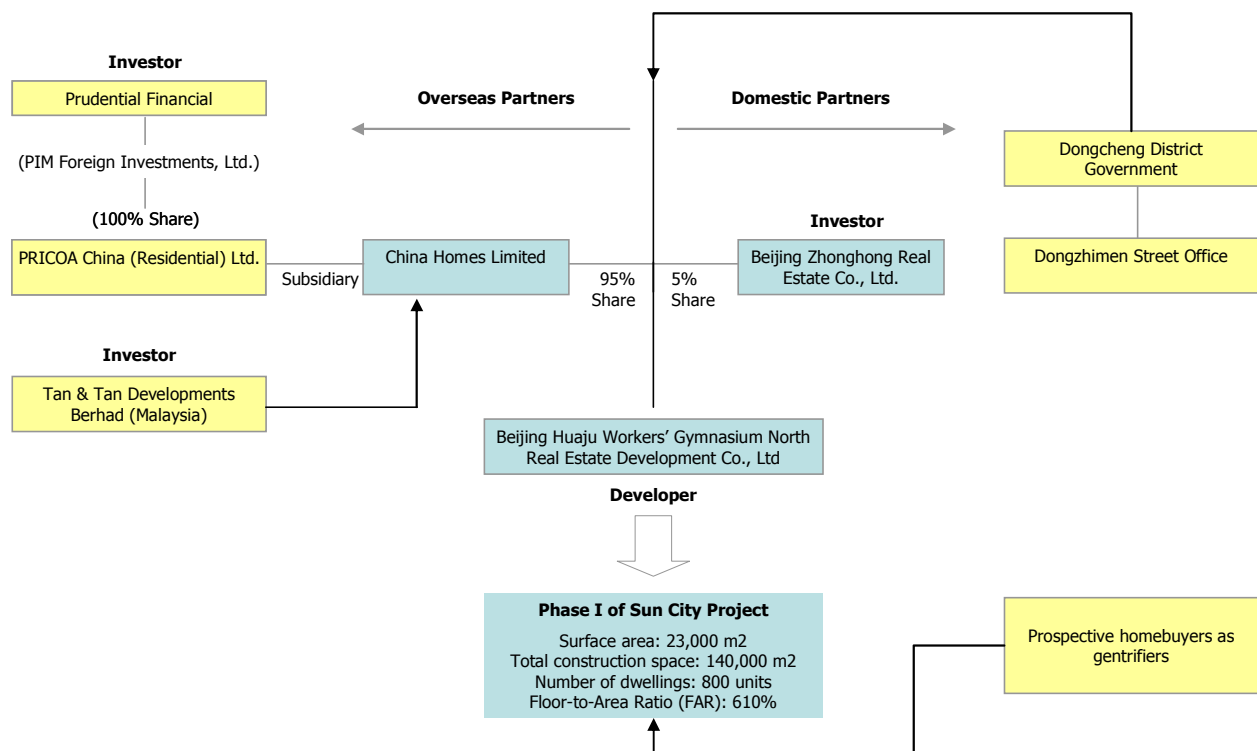 Investor
Prudential Financial
(PIM Foreign Investments, Ltd.)
(100% Share)
PRICOA China (Residential) Ltd.
Subsidiary
Investor
Tan & Tan Developments
Berhad (Malaysia)
Overseas Partners
Domestic Partners
China Homes Limited
95%
Share
5%
Share
Investor
Beijing Zhonghong Real
Estate Co., Ltd.
Dongcheng District
Government
Dongzhimen Street Office
Beijing Huaju Workers’ Gymnasium North
Real Estate Development Co., Ltd
Developer
Phase I of Sun City Project
Surface area: 23,000 m2
Total construction space: 140,000 m2
Number of dwellings: 800 units
Floor-to-Area Ratio (FAR): 610%
Prospective homebuyers as
gentrifiers